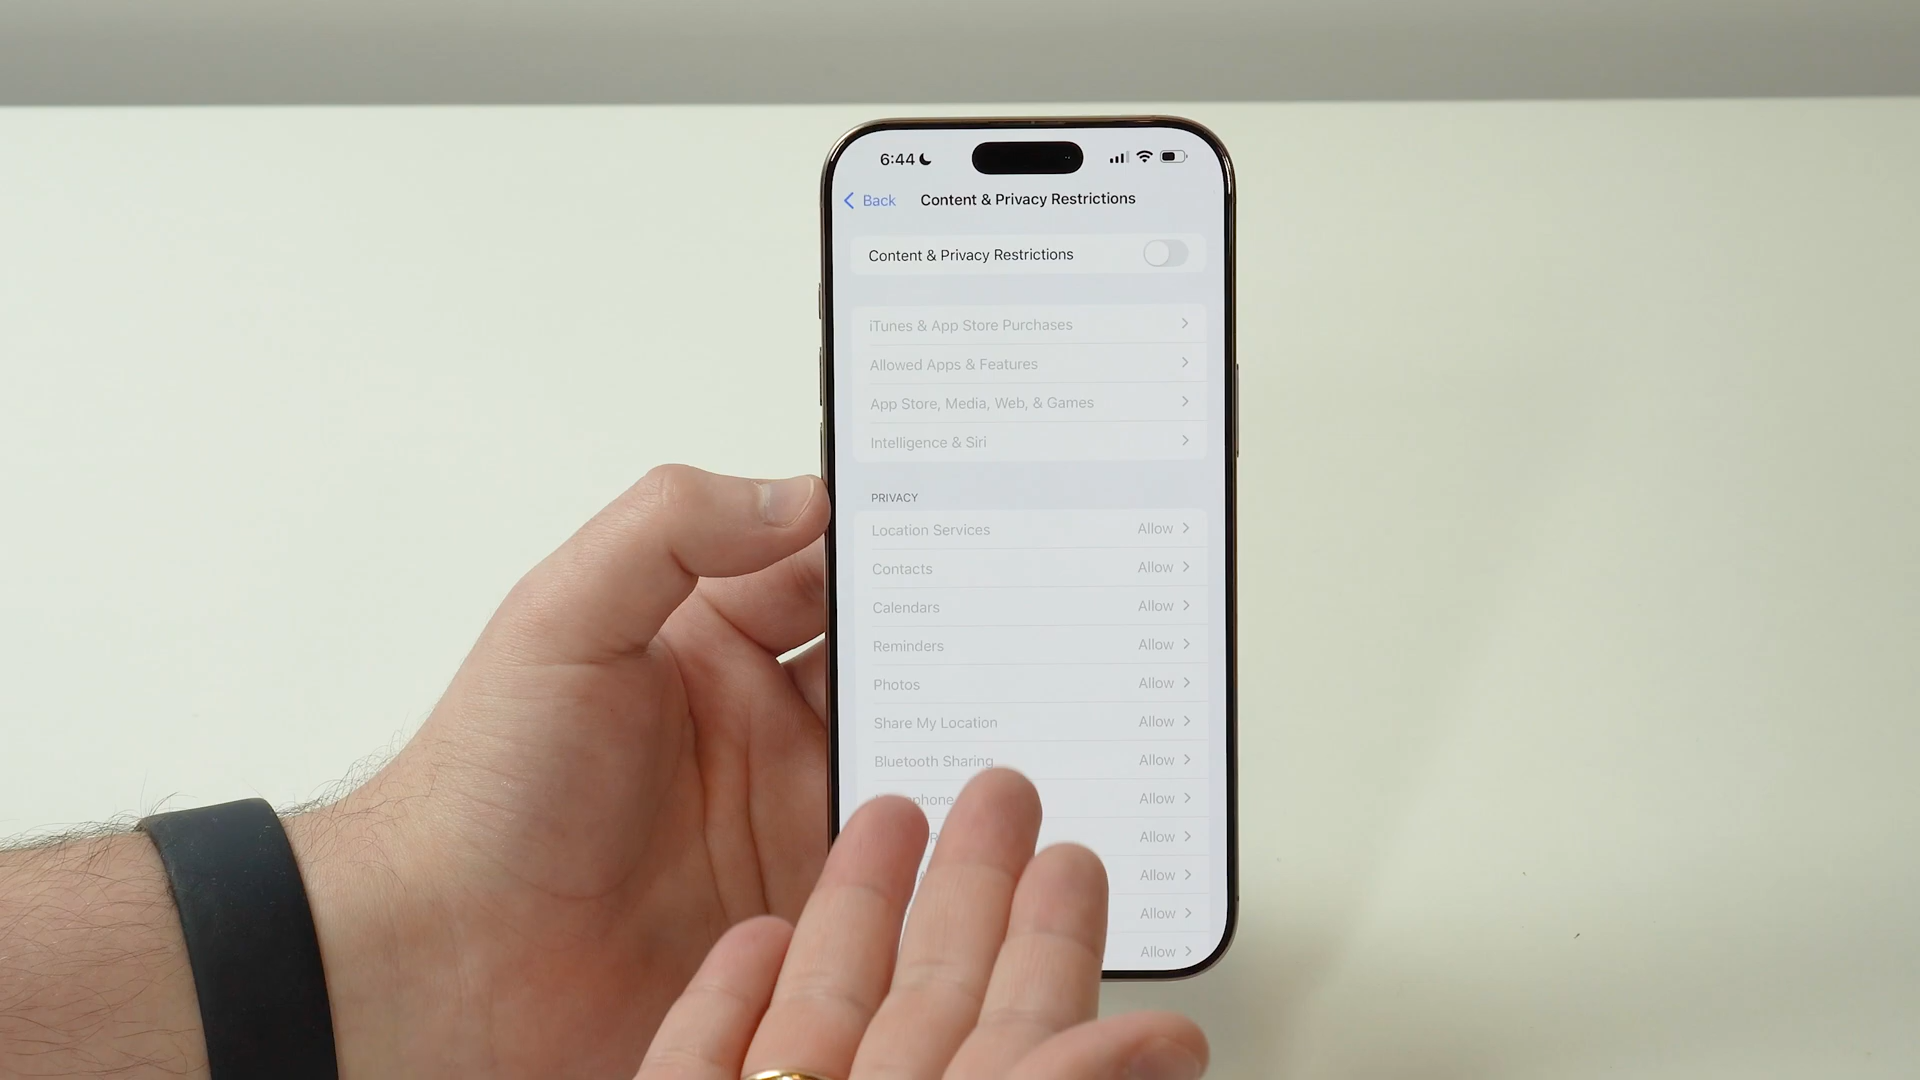 6:44
Back
Content & Privacy Restrictions
Content & Privacy Restrictions
iTunes & App Store Purchases
Allowed Apps & Features
App Store, Media, Web, & Games
Intelligence & Siri
PRIVACY
Location Services Allow
Contacts Allow
Calendars Allow
Reminders Allow
Photos Allow
Share My Location Allow
Bluetooth Sharing Allow
Allow
Allow
Allow
Allow
Allow